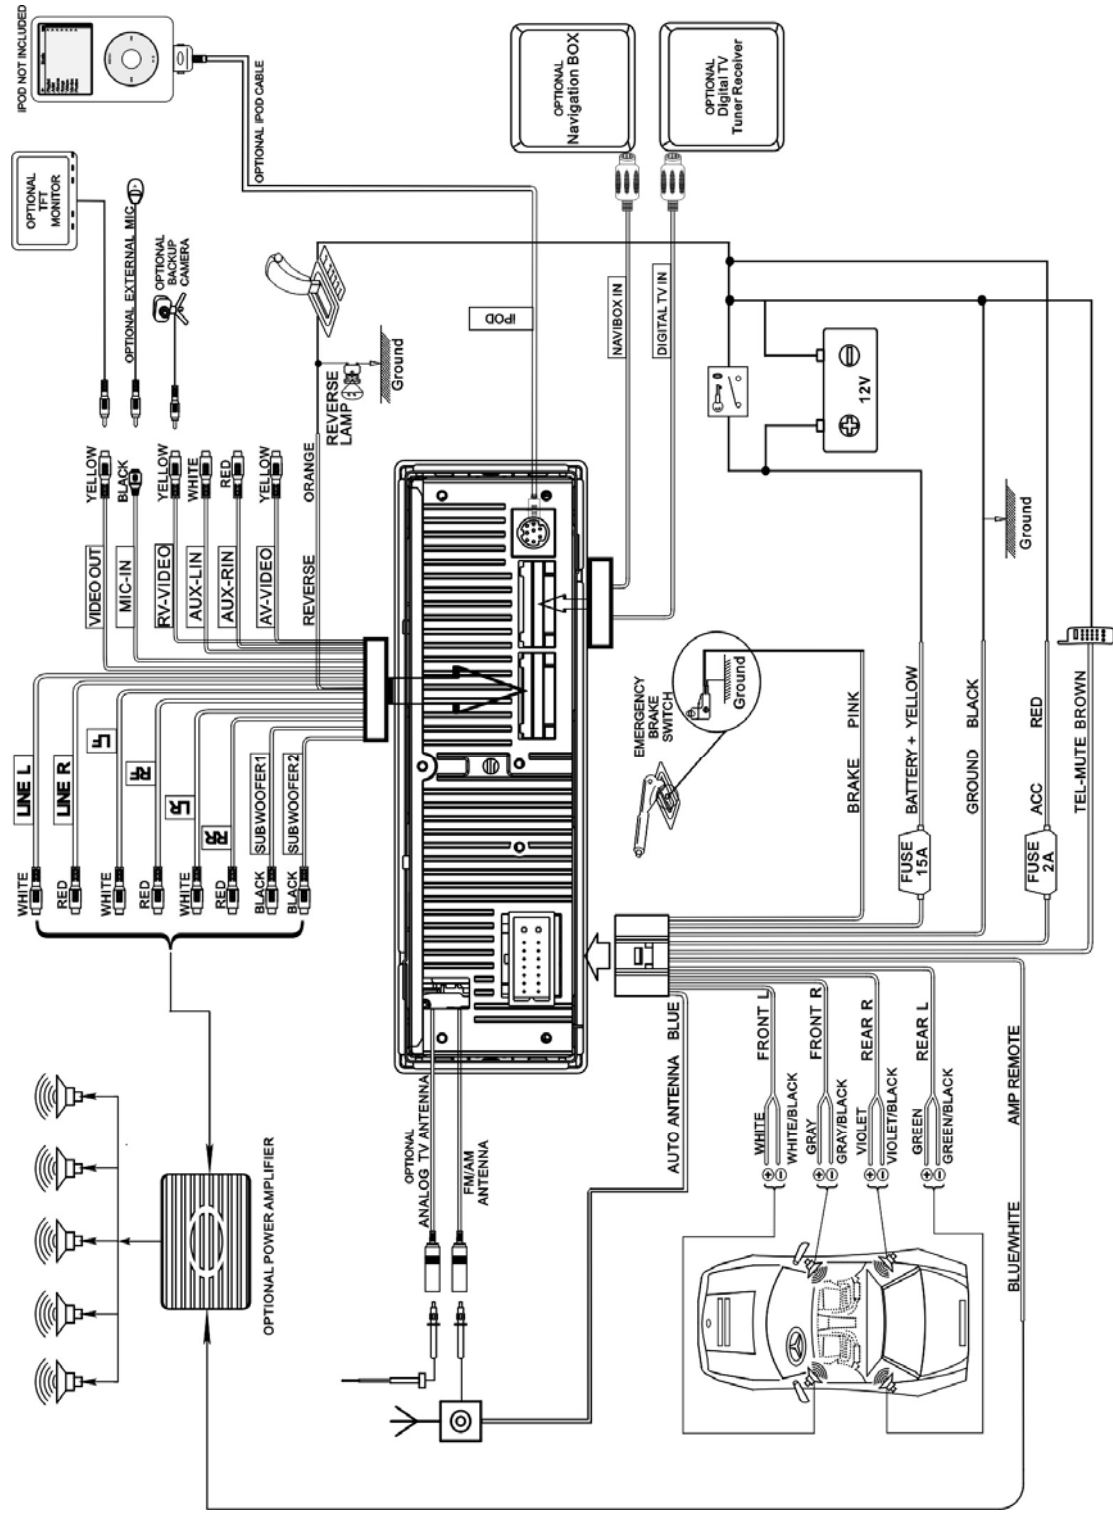 IPOD NOT INCLUDED
OPTIONAL IPOD CABLE
OPTIONAL
TFT
MONITOR
OPTIONAL EXTERNAL MIC
OPTIONAL
BACKUP
CAMERA
OPTIONAL
Navigation BOX
OPTIONAL
Digital TV
Tuner Receiver
iPOD
NAVIBOX IN
DIGITAL TV IN
REVERSE
LAMP
Ground
YELLOW
BLACK
YELLOW
WHITE
RED
YELLOW
ORANGE
VIDEO OUT
MIC-IN
RV-VIDEO
AUX-LIN
AUX-RIN
AV-VIDEO
REVERSE
12V
Ground
LINE L
LINE R
LF
RF
LR
RR
SUBWOOFER1
SUBWOOFER2
WHITE
RED
WHITE
RED
WHITE
RED
BLACK
BLACK
EMERGENCY
BRAKE
SWITCH
Ground
BRAKE PINK
BATTERY + YELLOW
GROUND BLACK
ACC RED
TEL-MUTE BROWN
FUSE
15A
FUSE
2A
OPTIONAL POWER AMPLIFIER
OPTIONAL
ANALOG TV ANTENNA
FM/AM
ANTENNA
AUTO ANTENNA BLUE
FRONT L
FRONT R
REAR R
REAR L
WHITE
WHITE/BLACK
GRAY
GRAY/BLACK
VIOLET
VIOLET/BLACK
GREEN
GREEN/BLACK
AMP REMOTE
BLUE/WHITE